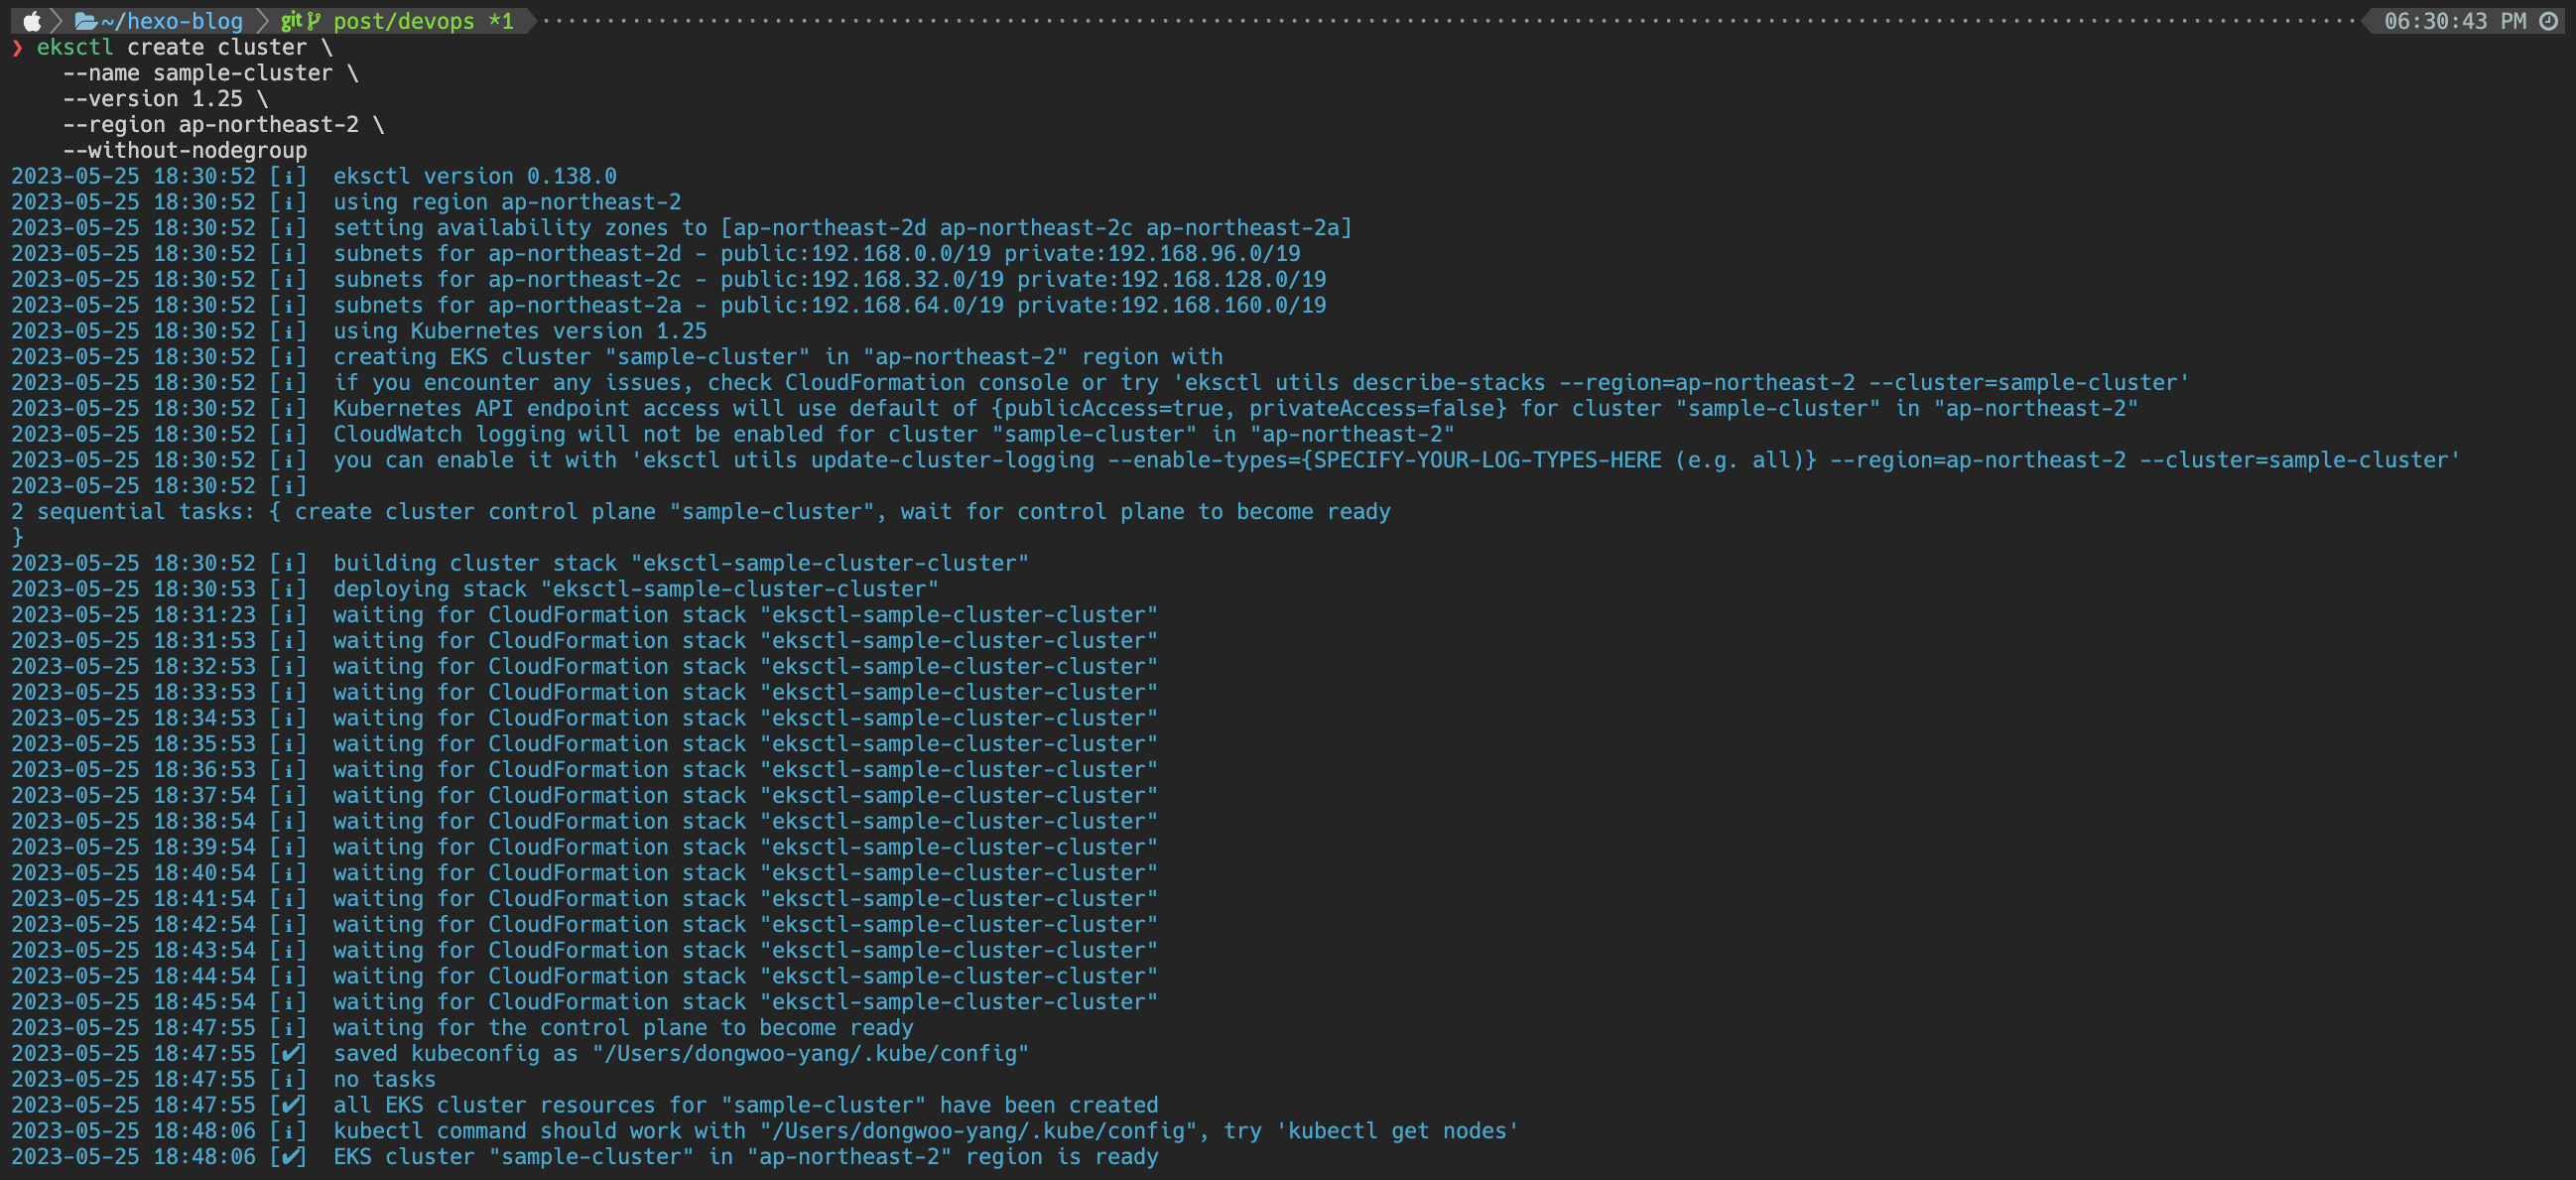 ~/hexo-blog git post/devops *1 06:30:43 PM
❯ eksctl create cluster \
    --name sample-cluster \
    --version 1.25 \
    --region ap-northeast-2 \
    --without-nodegroup
2023-05-25 18:30:52 [ℹ]  eksctl version 0.138.0
2023-05-25 18:30:52 [ℹ]  using region ap-northeast-2
2023-05-25 18:30:52 [ℹ]  setting availability zones to [ap-northeast-2d ap-northeast-2c ap-northeast-2a]
2023-05-25 18:30:52 [ℹ]  subnets for ap-northeast-2d - public:192.168.0.0/19 private:192.168.96.0/19
2023-05-25 18:30:52 [ℹ]  subnets for ap-northeast-2c - public:192.168.32.0/19 private:192.168.128.0/19
2023-05-25 18:30:52 [ℹ]  subnets for ap-northeast-2a - public:192.168.64.0/19 private:192.168.160.0/19
2023-05-25 18:30:52 [ℹ]  using Kubernetes version 1.25
2023-05-25 18:30:52 [ℹ]  creating EKS cluster "sample-cluster" in "ap-northeast-2" region with
2023-05-25 18:30:52 [ℹ]  if you encounter any issues, check CloudFormation console or try 'eksctl utils describe-stacks --region=ap-northeast-2 --cluster=sample-cluster'
2023-05-25 18:30:52 [ℹ]  Kubernetes API endpoint access will use default of {publicAccess=true, privateAccess=false} for cluster "sample-cluster" in "ap-northeast-2"
2023-05-25 18:30:52 [ℹ]  CloudWatch logging will not be enabled for cluster "sample-cluster" in "ap-northeast-2"
2023-05-25 18:30:52 [ℹ]  you can enable it with 'eksctl utils update-cluster-logging --enable-types={SPECIFY-YOUR-LOG-TYPES-HERE (e.g. all)} --region=ap-northeast-2 --cluster=sample-cluster'
2023-05-25 18:30:52 [ℹ]
2 sequential tasks: { create cluster control plane "sample-cluster", wait for control plane to become ready
}
2023-05-25 18:30:52 [ℹ]  building cluster stack "eksctl-sample-cluster-cluster"
2023-05-25 18:30:53 [ℹ]  deploying stack "eksctl-sample-cluster-cluster"
2023-05-25 18:31:23 [ℹ]  waiting for CloudFormation stack "eksctl-sample-cluster-cluster"
2023-05-25 18:31:53 [ℹ]  waiting for CloudFormation stack "eksctl-sample-cluster-cluster"
2023-05-25 18:32:53 [ℹ]  waiting for CloudFormation stack "eksctl-sample-cluster-cluster"
2023-05-25 18:33:53 [ℹ]  waiting for CloudFormation stack "eksctl-sample-cluster-cluster"
2023-05-25 18:34:53 [ℹ]  waiting for CloudFormation stack "eksctl-sample-cluster-cluster"
2023-05-25 18:35:53 [ℹ]  waiting for CloudFormation stack "eksctl-sample-cluster-cluster"
2023-05-25 18:36:53 [ℹ]  waiting for CloudFormation stack "eksctl-sample-cluster-cluster"
2023-05-25 18:37:54 [ℹ]  waiting for CloudFormation stack "eksctl-sample-cluster-cluster"
2023-05-25 18:38:54 [ℹ]  waiting for CloudFormation stack "eksctl-sample-cluster-cluster"
2023-05-25 18:39:54 [ℹ]  waiting for CloudFormation stack "eksctl-sample-cluster-cluster"
2023-05-25 18:40:54 [ℹ]  waiting for CloudFormation stack "eksctl-sample-cluster-cluster"
2023-05-25 18:41:54 [ℹ]  waiting for CloudFormation stack "eksctl-sample-cluster-cluster"
2023-05-25 18:42:54 [ℹ]  waiting for CloudFormation stack "eksctl-sample-cluster-cluster"
2023-05-25 18:43:54 [ℹ]  waiting for CloudFormation stack "eksctl-sample-cluster-cluster"
2023-05-25 18:44:54 [ℹ]  waiting for CloudFormation stack "eksctl-sample-cluster-cluster"
2023-05-25 18:45:54 [ℹ]  waiting for CloudFormation stack "eksctl-sample-cluster-cluster"
2023-05-25 18:47:55 [ℹ]  waiting for the control plane to become ready
2023-05-25 18:47:55 [✔]  saved kubeconfig as "/Users/dongwoo-yang/.kube/config"
2023-05-25 18:47:55 [ℹ]  no tasks
2023-05-25 18:47:55 [✔]  all EKS cluster resources for "sample-cluster" have been created
2023-05-25 18:48:06 [ℹ]  kubectl command should work with "/Users/dongwoo-yang/.kube/config", try 'kubectl get nodes'
2023-05-25 18:48:06 [✔]  EKS cluster "sample-cluster" in "ap-northeast-2" region is ready